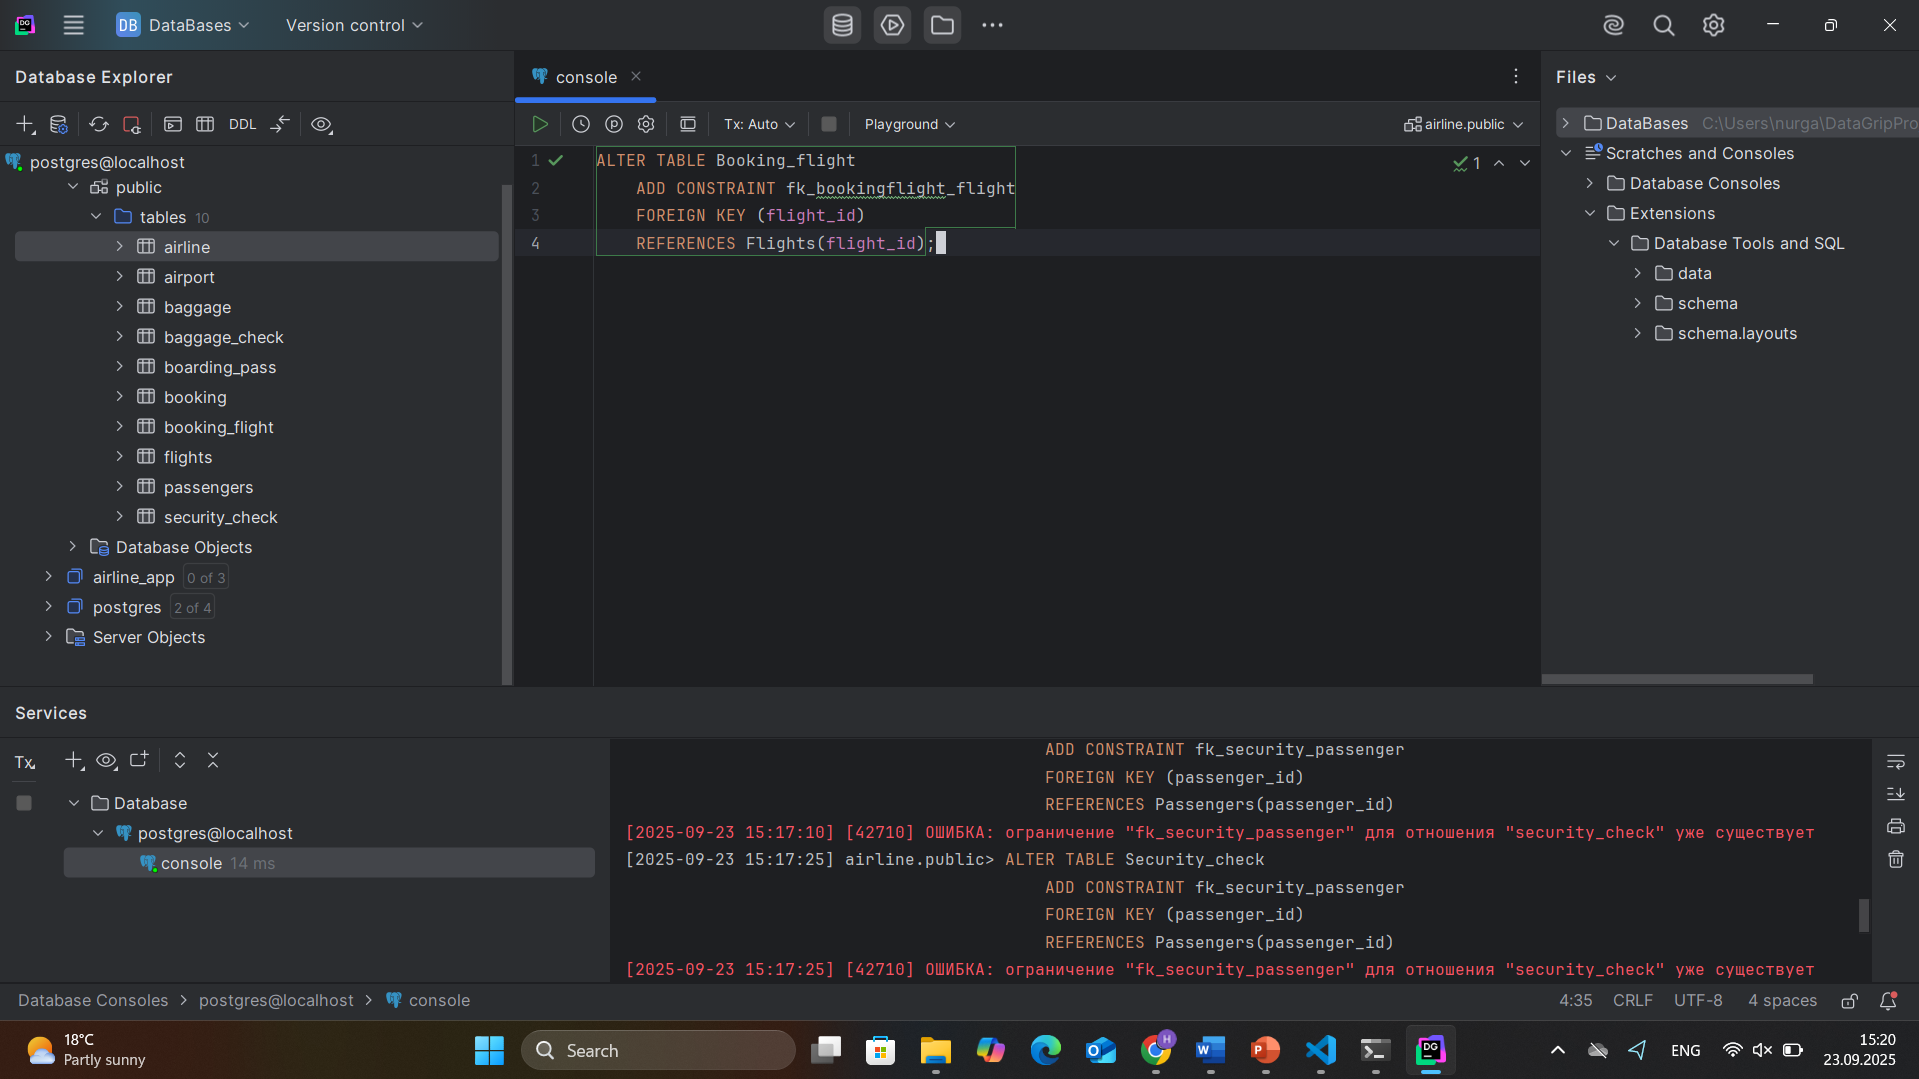 DG
DB DataBases
Version control
Database Explorer
console
Files
DDL
Tx: Auto
Playground
airline.public
DataBases C:\Users\nurga\DataGripPro
postgres@localhost
public
tables 10
airline
airport
baggage
baggage_check
boarding_pass
booking
booking_flight
flights
passengers
security_check
Database Objects
airline_app 0 of 3
postgres 2 of 4
Server Objects
1 ALTER TABLE Booking_flight
2 ADD CONSTRAINT fk_bookingflight_flight
3 FOREIGN KEY (flight_id)
4 REFERENCES Flights(flight_id);
1
Scratches and Consoles
Database Consoles
Extensions
Database Tools and SQL
data
schema
schema.layouts
Services
Tx
Database
postgres@localhost
console 14 ms
ADD CONSTRAINT fk_security_passenger
FOREIGN KEY (passenger_id)
REFERENCES Passengers(passenger_id)
[2025-09-23 15:17:10] [42710] ОШИБКА: ограничение "fk_security_passenger" для отношения "security_check" уже существует
[2025-09-23 15:17:25] airline.public> ALTER TABLE Security_check
ADD CONSTRAINT fk_security_passenger
FOREIGN KEY (passenger_id)
REFERENCES Passengers(passenger_id)
[2025-09-23 15:17:25] [42710] ОШИБКА: ограничение "fk_security_passenger" для отношения "security_check" уже существует
Database Consoles > postgres@localhost > console
4:35 CRLF UTF-8 4 spaces
18°C
Partly sunny
Search
H
DG
ENG
15:20
23.09.2025